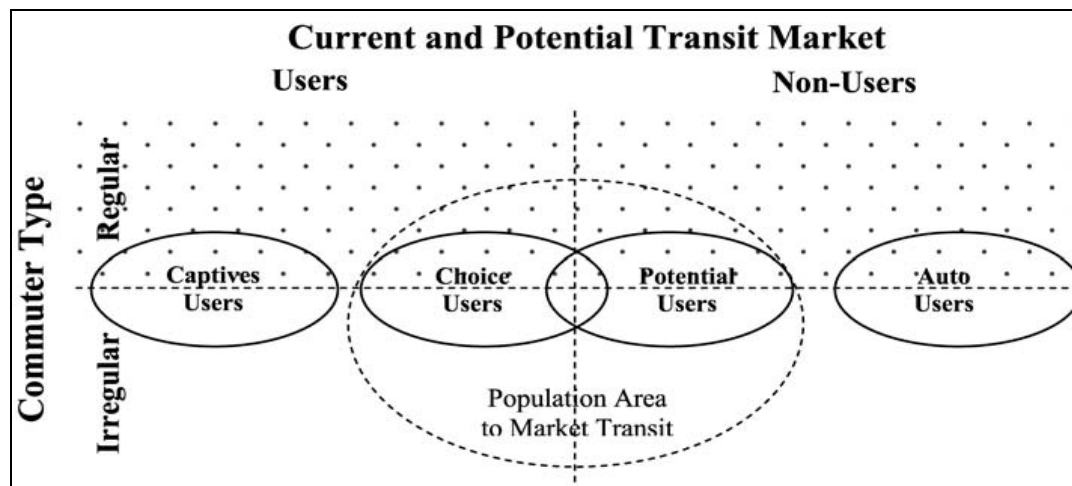 Current and Potential Transit Market
Users
Non-Users
Commuter Type
Regular
Irregular
Captives
Users
Choice
Users
Potential
Users
Auto
Users
Population Area
to Market Transit